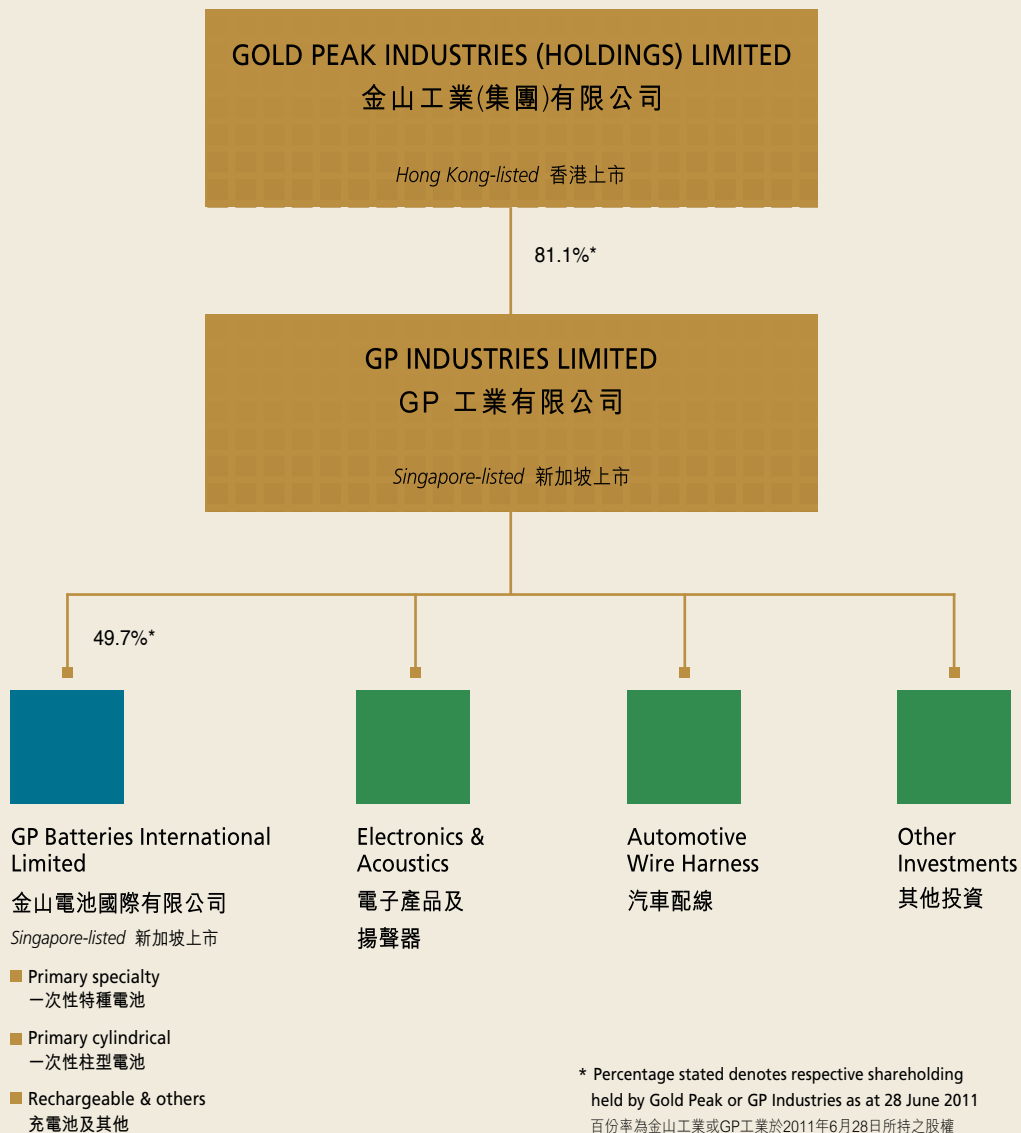 GOLD PEAK INDUSTRIES (HOLDINGS) LIMITED
金山工業(集團)有限公司
Hong Kong-listed 香港上市
81.1%*
GP INDUSTRIES LIMITED
GP 工業有限公司
Singapore-listed 新加坡上市
49.7%*
GP Batteries International
Limited
金山電池國際有限公司
Singapore-listed 新加坡上市
Primary specialty
一次性特種電池
Primary cylindrical
一次性柱型電池
Rechargeable & others
充電池及其他
Electronics &
Acoustics
電子產品及
揚聲器
Automotive
Wire Harness
汽車配線
Other
Investments
其他投資
* Percentage stated denotes respective shareholding
held by Gold Peak or GP Industries as at 28 June 2011
百份率為金山工業或GP工業於2011年6月28日所持之股權